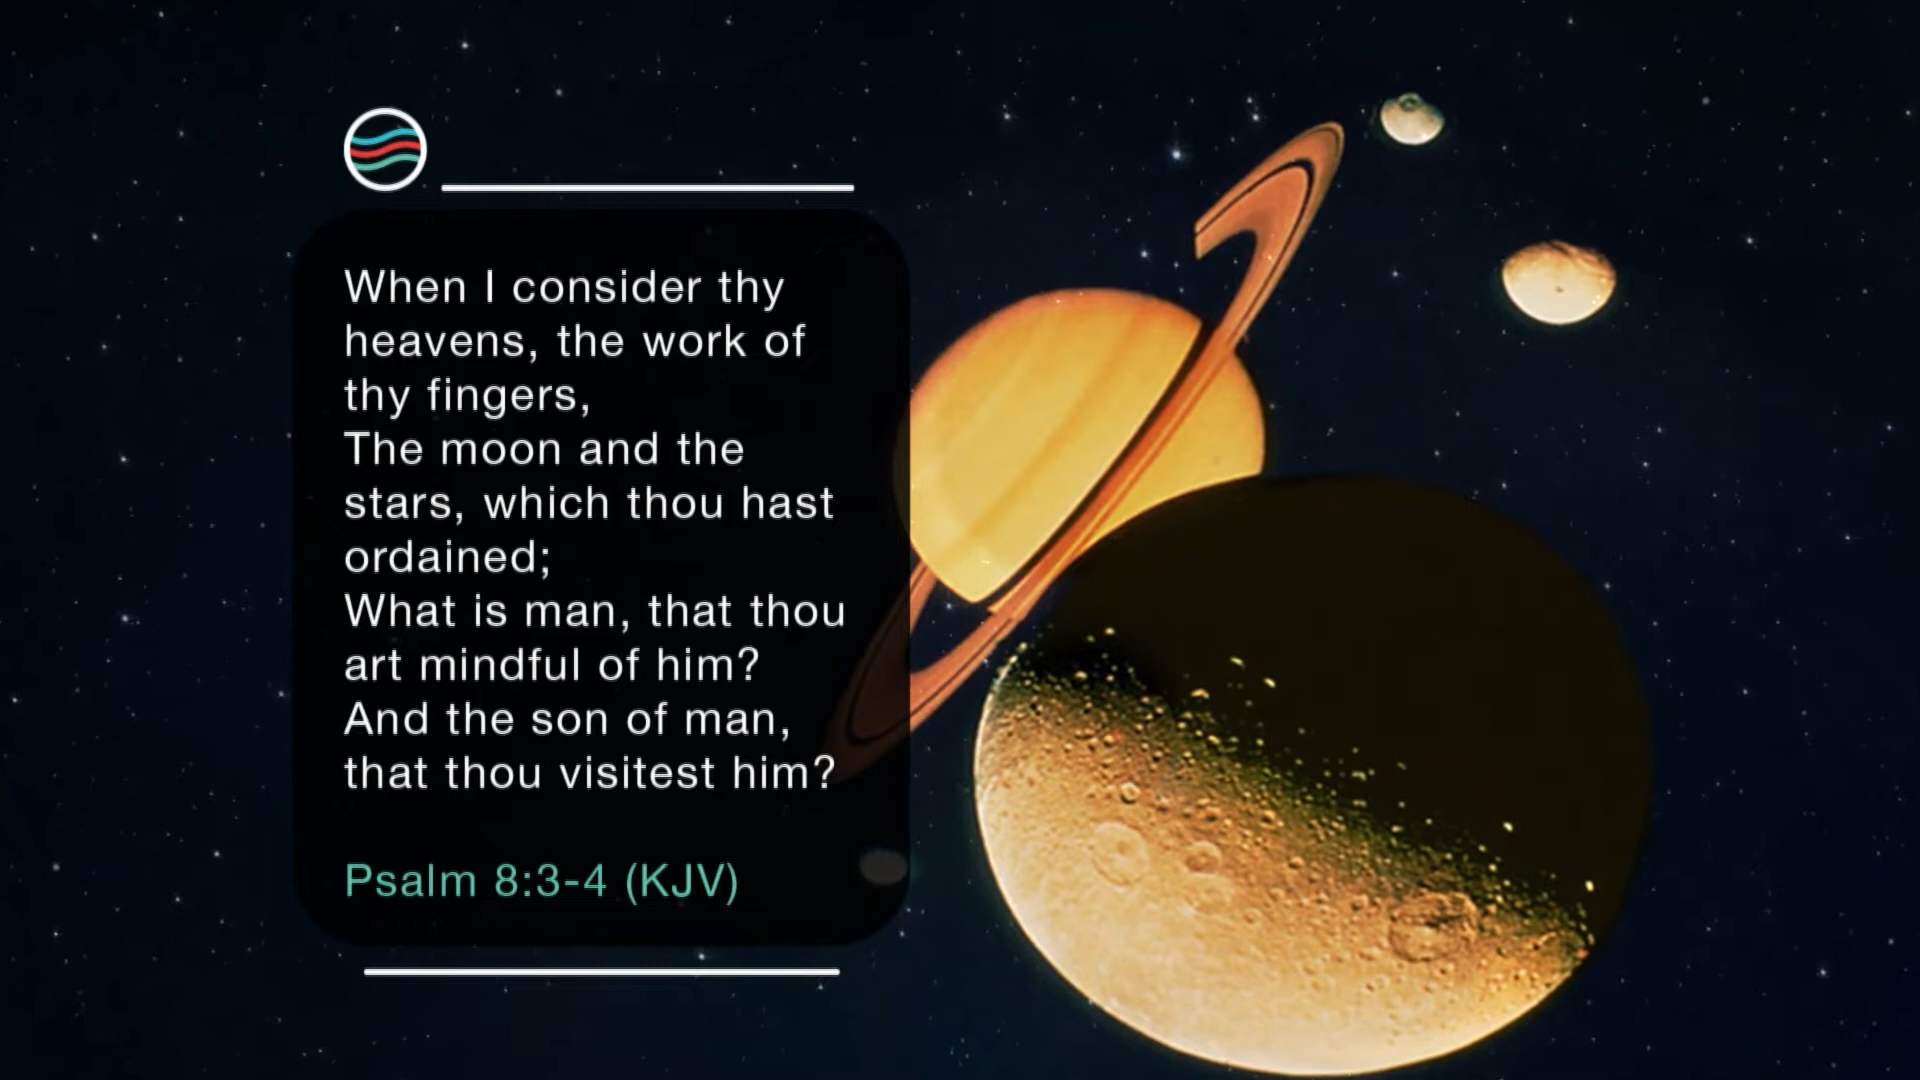 When I consider thy
heavens, the work of
thy fingers,
The moon and the
stars, which thou hast
ordained;
What is man, that thou
art mindful of him?
And the son of man,
that thou visitest him?
Psalm 8:3-4 (KJV)